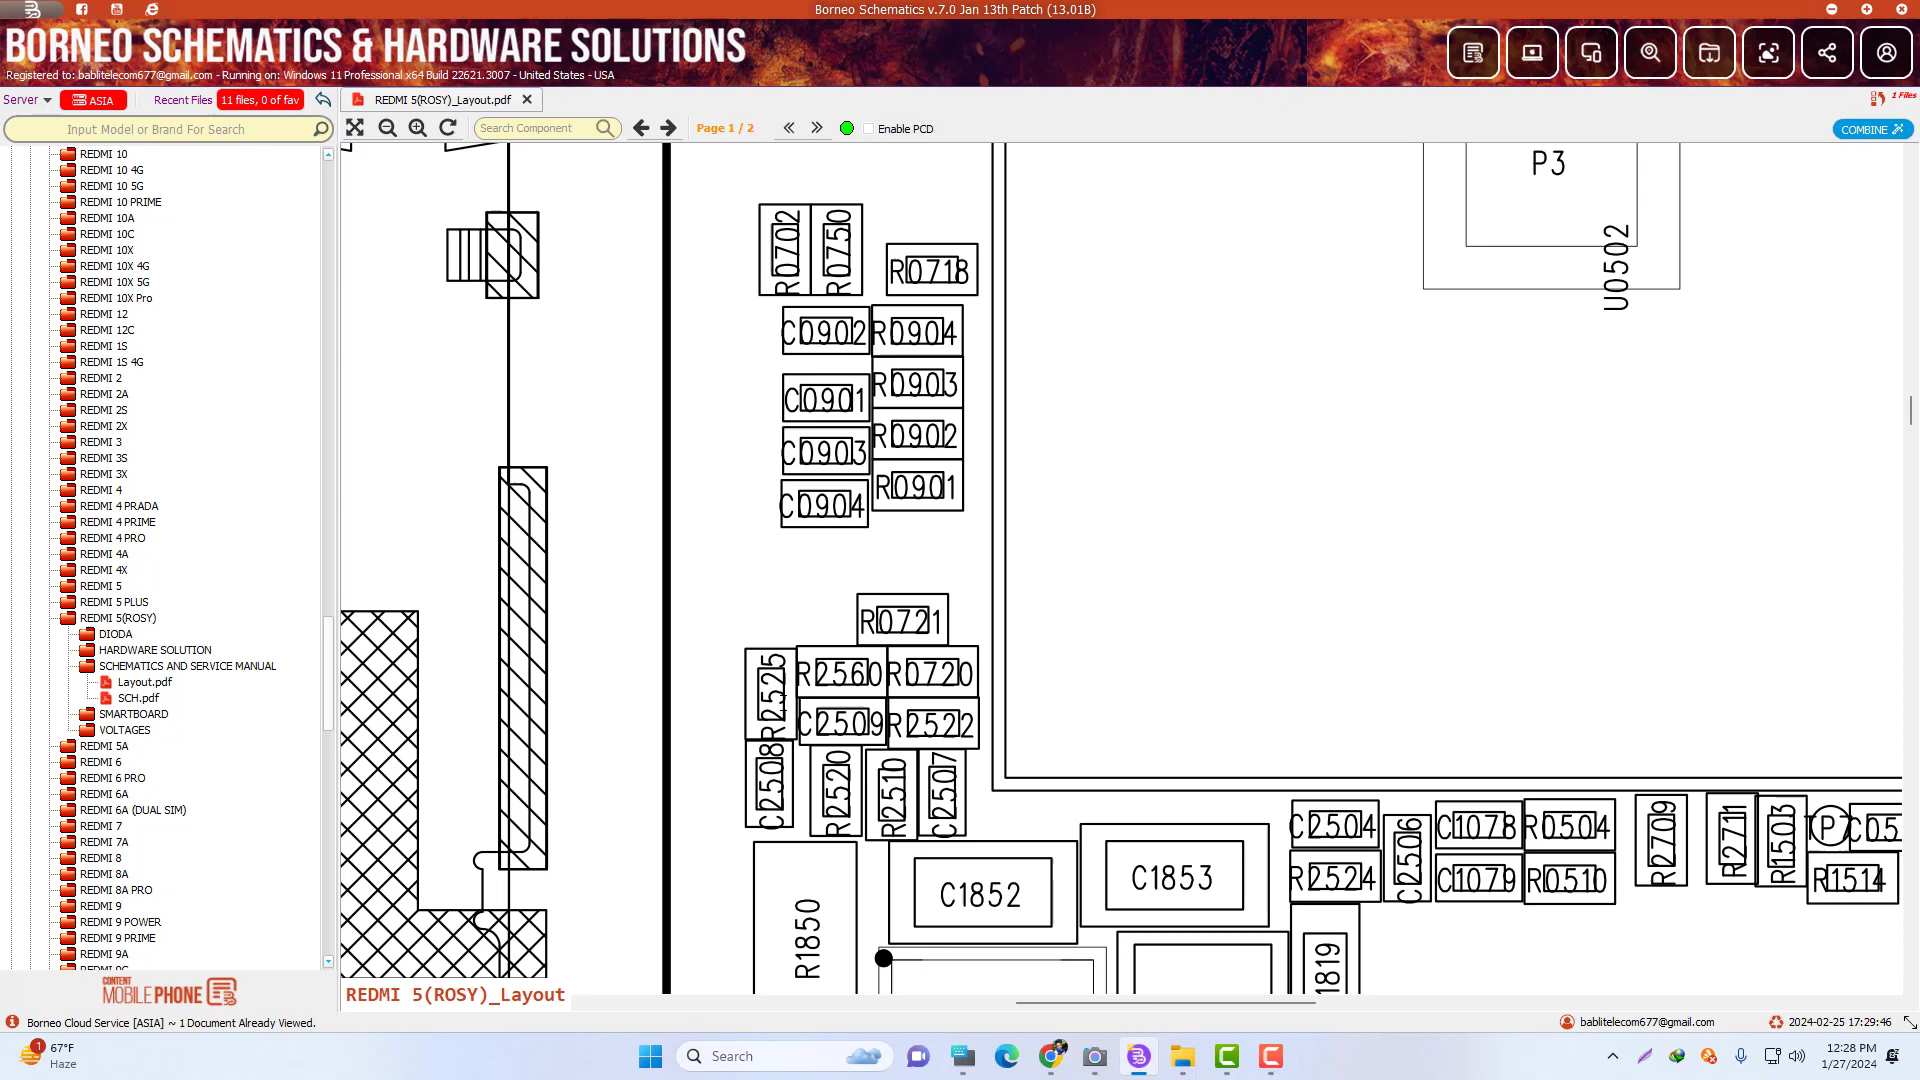 Borneo Schematics v.7.0 Jan 13th Patch (13.01B)
BORNEO SCHEMATICS & HARDWARE SOLUTIONS
Registered to: bablitelecom677@gmail.com - Running on: Windows 11 Professional x64 Build 22621.3007 - United States - USA
Server
ASIA
Recent Files
11 files, 0 of fav
REDMI 5(ROSY)_Layout.pdf
1 Files
Input Model or Brand For Search
Search Component
Page 1 / 2
Enable PCD
COMBINE
REDMI 10
REDMI 10 4G
REDMI 10 5G
REDMI 10 PRIME
REDMI 10A
REDMI 10C
REDMI 10X
REDMI 10X 4G
REDMI 10X 5G
REDMI 10X Pro
REDMI 12
REDMI 12C
REDMI 1S
REDMI 1S 4G
REDMI 2
REDMI 2A
REDMI 2S
REDMI 2X
REDMI 3
REDMI 3S
REDMI 3X
REDMI 4
REDMI 4 PRADA
REDMI 4 PRIME
REDMI 4 PRO
REDMI 4A
REDMI 4X
REDMI 5
REDMI 5 PLUS
REDMI 5(ROSY)
DIODA
HARDWARE SOLUTION
SCHEMATICS AND SERVICE MANUAL
Layout.pdf
SCH.pdf
SMARTBOARD
VOLTAGES
REDMI 5A
REDMI 6
REDMI 6 PRO
REDMI 6A
REDMI 6A (DUAL SIM)
REDMI 7
REDMI 7A
REDMI 8
REDMI 8A
REDMI 8A PRO
REDMI 9
REDMI 9 POWER
REDMI 9 PRIME
REDMI 9A
REDMI 9C
CONTENT
MOBILE PHONE
P3
U0502
R0702
R0750
R0718
C0902
R0904
C0901
R0903
C0903
R0902
C0904
R0901
R0721
R2525
R2560
R0720
C2509
R2522
C2508
R2520
R2510
C2507
C2504
C2506
C1078
R0504
R2709
R2711
R1503
TP7
C05
R2524
C1079
R0510
R1514
R1850
C1852
C1853
1819
REDMI 5(ROSY)_Layout
Borneo Cloud Service [ASIA] ~ 1 Document Already Viewed.
bablitelecom677@gmail.com
2024-02-25 17:29:46
1
67°F
Haze
Search
12:28 PM
1/27/2024